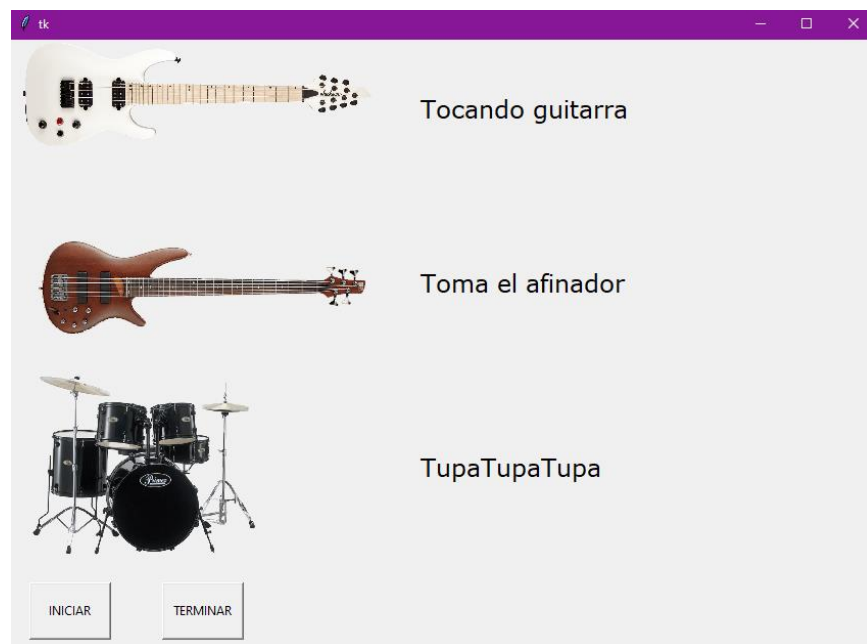 tk
Tocando guitarra
Toma el afinador
TupaTupaTupa
INICIAR
TERMINAR